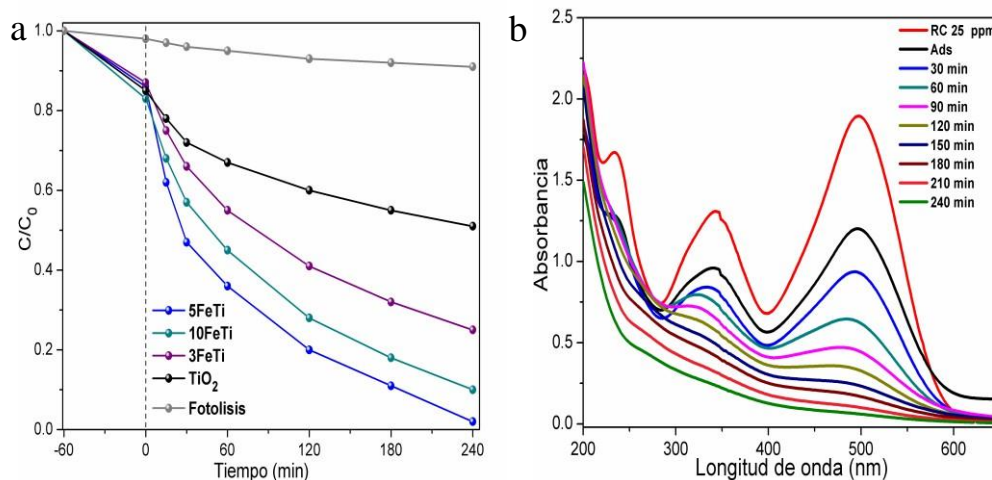 a
1.0
0.8
0.6
0.4
0.2
0.0
C/C₀
5FeTi
10FeTi
3FeTi
TiO₂
Fotolisis
-60 0 60 120 180 240
Tiempo (min)
b
2.5
2.0
1.5
1.0
0.5
0.0
Absorbancia
RC 25 ppm
Ads
30 min
60 min
90 min
120 min
150 min
180 min
210 min
240 min
200 300 400 500 600
Longitud de onda (nm)